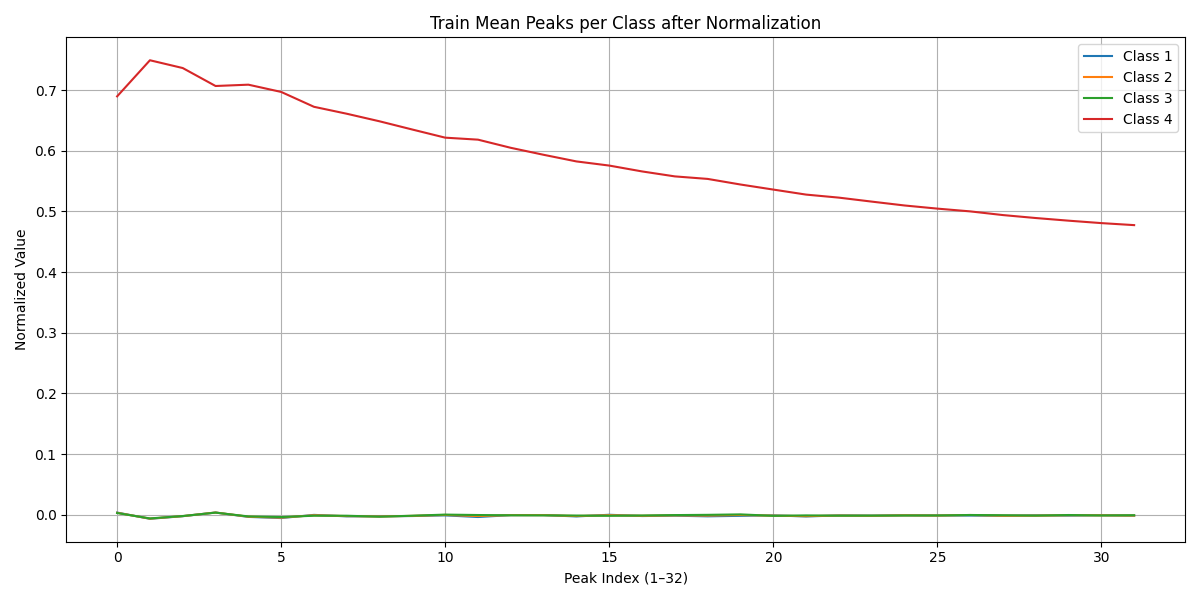 Train Mean Peaks per Class after Normalization
Class 1
Class 2
Class 3
Class 4
Normalized Value
0.7
0.6
0.5
0.4
0.3
0.2
0.1
0.0
0 5 10 15 20 25 30
Peak Index (1–32)